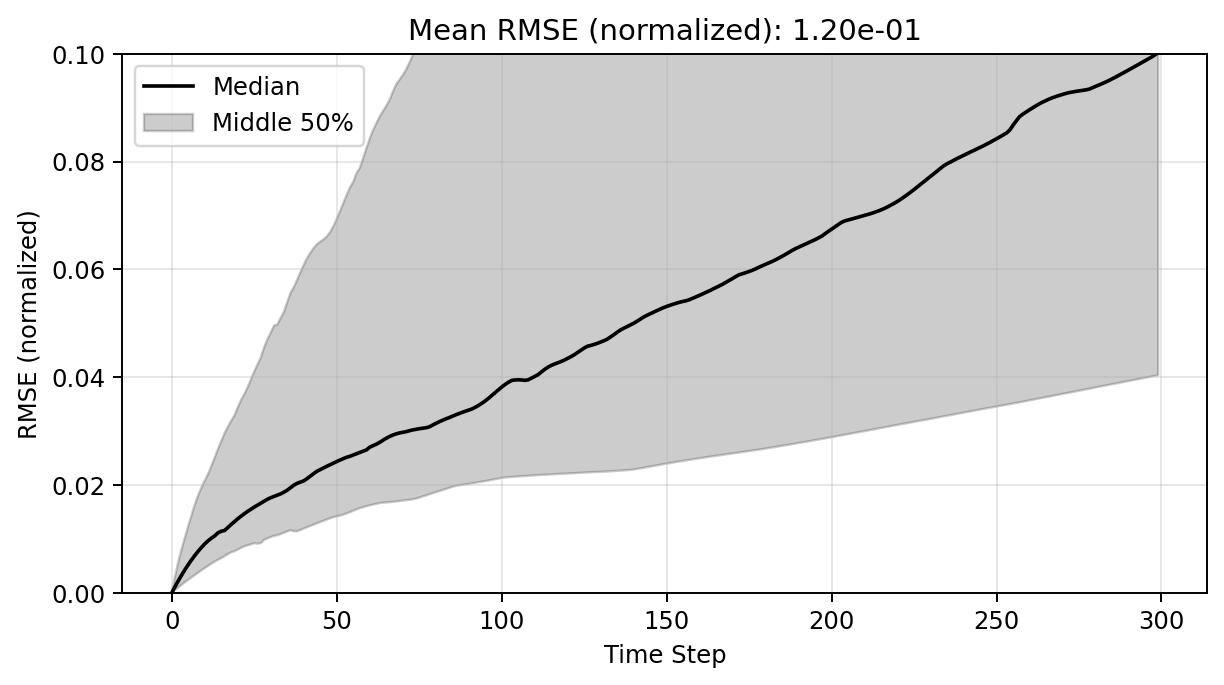 Mean RMSE (normalized): 1.20e-01
Median
Middle 50%
RMSE (normalized)
0.10
0.08
0.06
0.04
0.02
0.00
0 50 100 150 200 250 300
Time Step